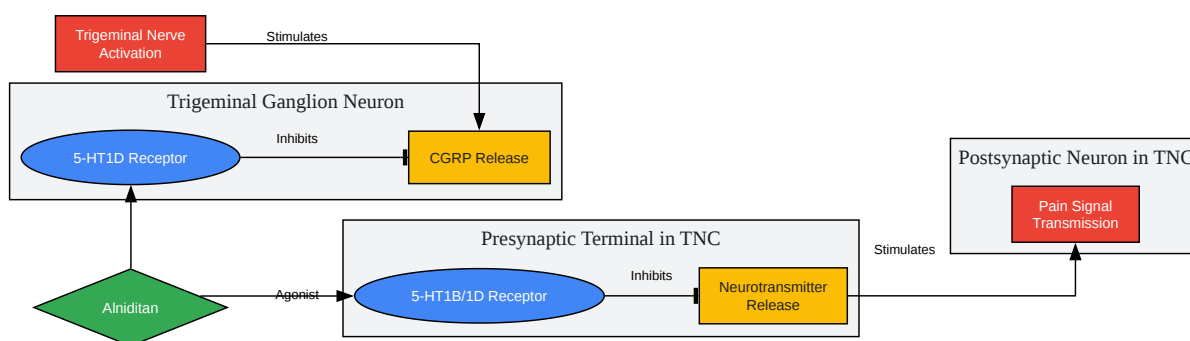 Trigeminal Nerve
Activation
Stimulates
Trigeminal Ganglion Neuron
5-HT1D Receptor
Inhibits
CGRP Release
Postsynaptic Neuron in TNC
Pain Signal
Transmission
Presynaptic Terminal in TNC
Stimulates
Alniditan
Agonist
5-HT1B/1D Receptor
Inhibits
Neurotransmitter
Release